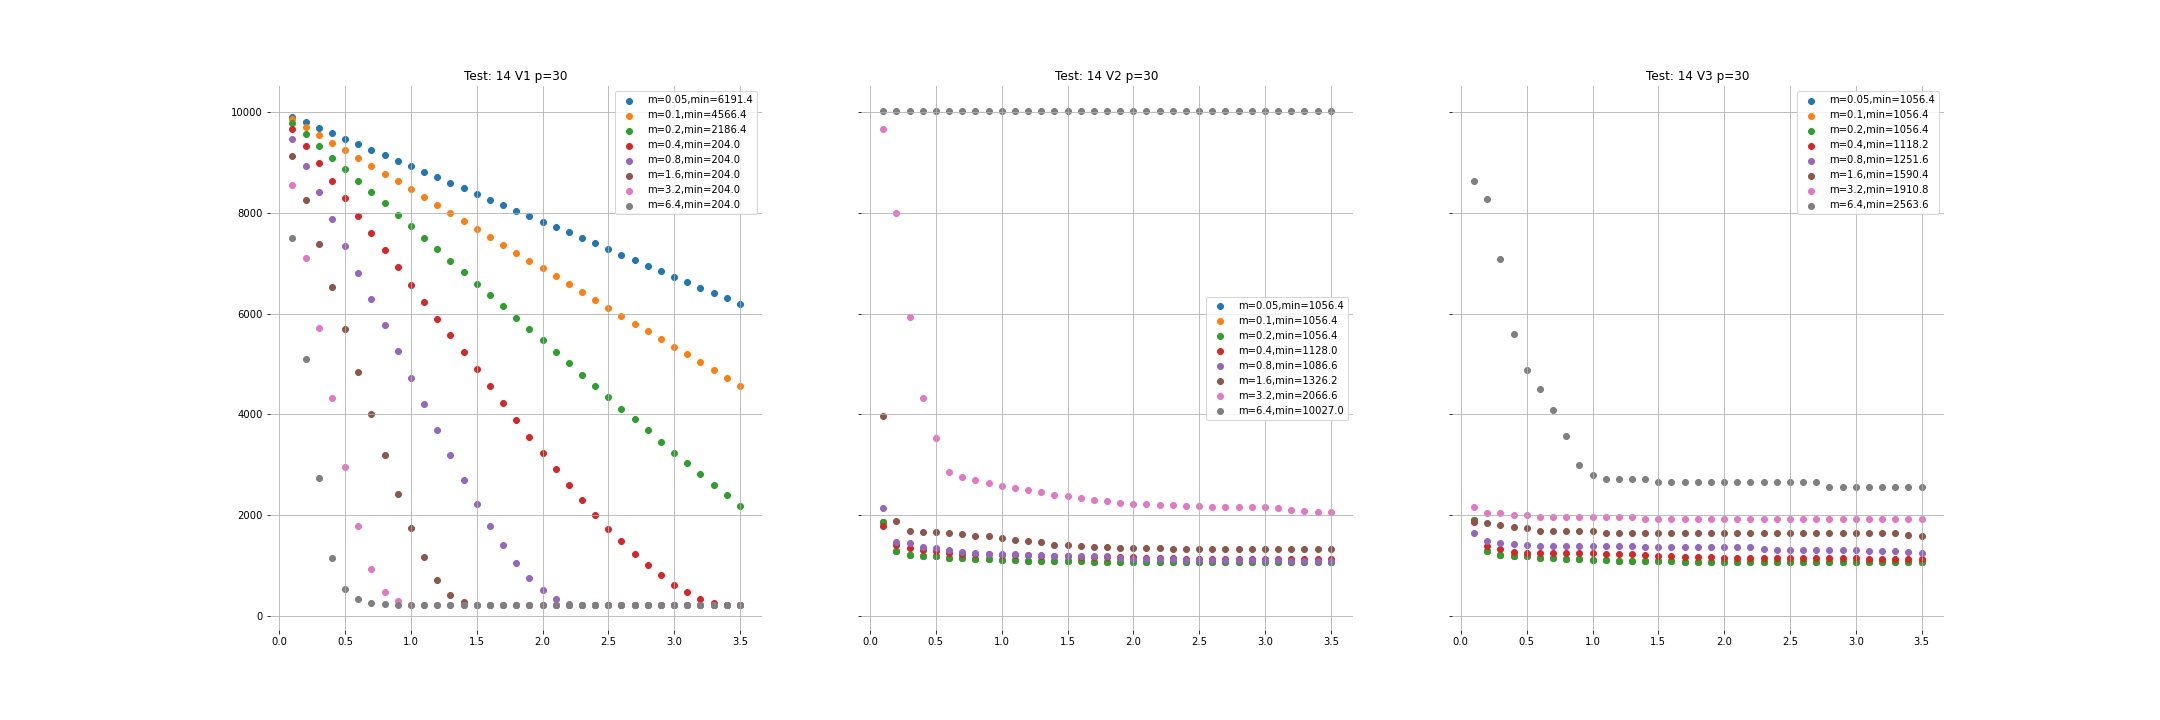 Test: 14 V1 p=30
10000
8000
6000
4000
2000
0
0.0 0.5 1.0 1.5 2.0 2.5 3.0 3.5
m=0.05,min=6191.4
m=0.1,min=4566.4
m=0.2,min=2186.4
m=0.4,min=204.0
m=0.8,min=204.0
m=1.6,min=204.0
m=3.2,min=204.0
m=6.4,min=204.0
Test: 14 V2 p=30
m=0.05,min=1056.4
m=0.1,min=1056.4
m=0.2,min=1056.4
m=0.4,min=1128.0
m=0.8,min=1086.6
m=1.6,min=1326.2
m=3.2,min=2066.6
m=6.4,min=10027.0
0.0 0.5 1.0 1.5 2.0 2.5 3.0 3.5
Test: 14 V3 p=30
m=0.05,min=1056.4
m=0.1,min=1056.4
m=0.2,min=1056.4
m=0.4,min=1118.2
m=0.8,min=1251.6
m=1.6,min=1590.4
m=3.2,min=1910.8
m=6.4,min=2563.6
0.0 0.5 1.0 1.5 2.0 2.5 3.0 3.5